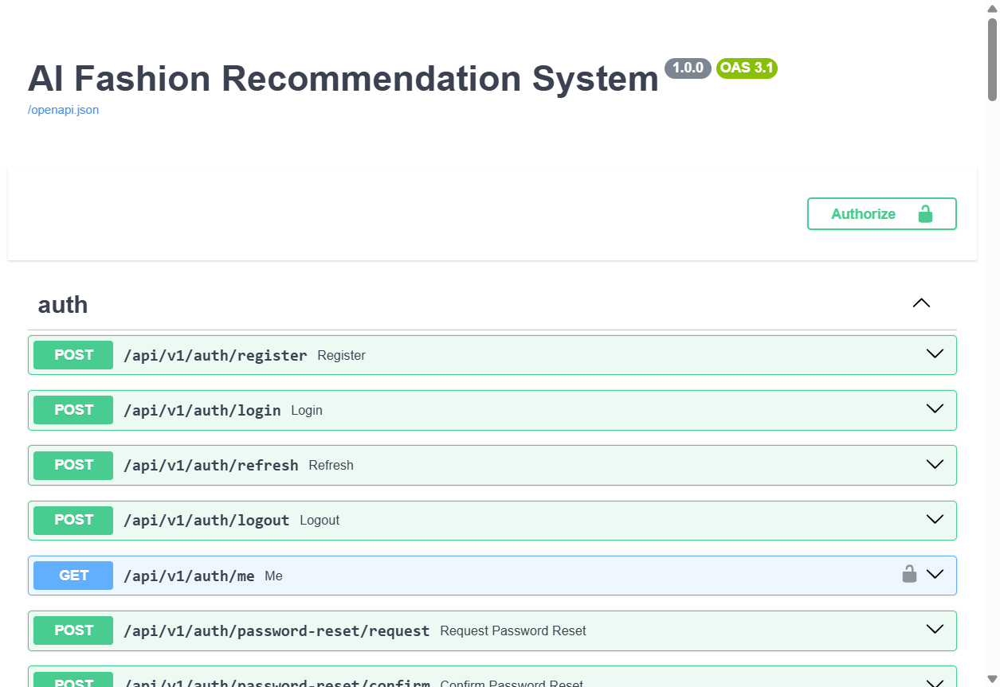 AI Fashion Recommendation System 1.0.0 OAS 3.1
/openapi.json
Authorize
auth
POST /api/v1/auth/register Register
POST /api/v1/auth/login Login
POST /api/v1/auth/refresh Refresh
POST /api/v1/auth/logout Logout
GET /api/v1/auth/me Me
POST /api/v1/auth/password-reset/request Request Password Reset
POST /api/v1/auth/password-reset/confirm Confirm Password Reset